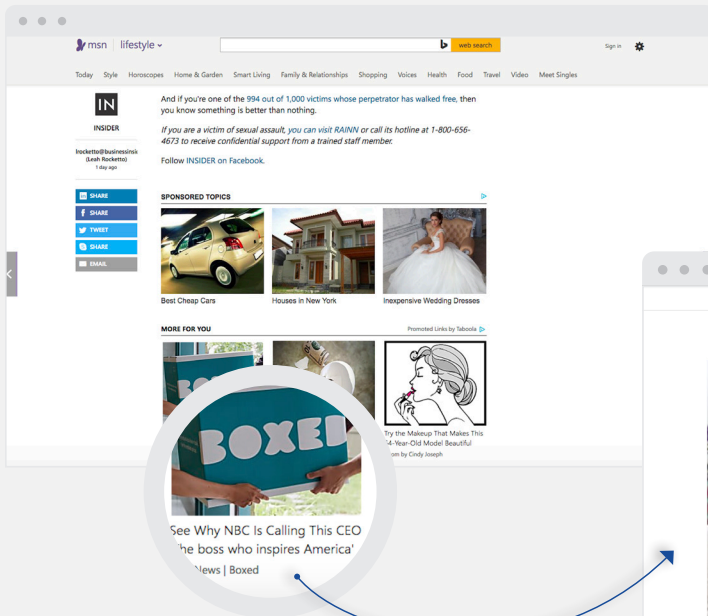 msn lifestyle
web search
Sign in
Today Style Horoscopes Home & Garden Smart Living Family & Relationships Shopping Voices Health Food Travel Video Meet Singles
IN
INSIDER
lrocketto@businessinsi
(Leah Rocketto)
1 day ago
SHARE
SHARE
TWEET
SHARE
EMAIL
And if you're one of the 994 out of 1,000 victims whose perpetrator has walked free, then
you know something is better than nothing.
If you are a victim of sexual assault, you can visit RAINN or call its hotline at 1-800-656-
4673 to receive confidential support from a trained staff member.
Follow INSIDER on Facebook.
SPONSORED TOPICS
Best Cheap Cars
Houses in New York
Inexpensive Wedding Dresses
MORE FOR YOU
Promoted Links by Taboola
Try the Makeup That Makes This
4-Year-Old Model Beautiful
om by Cindy Joseph
BOXED
See Why NBC Is Calling This CEO
he boss who inspires America'
News | Boxed